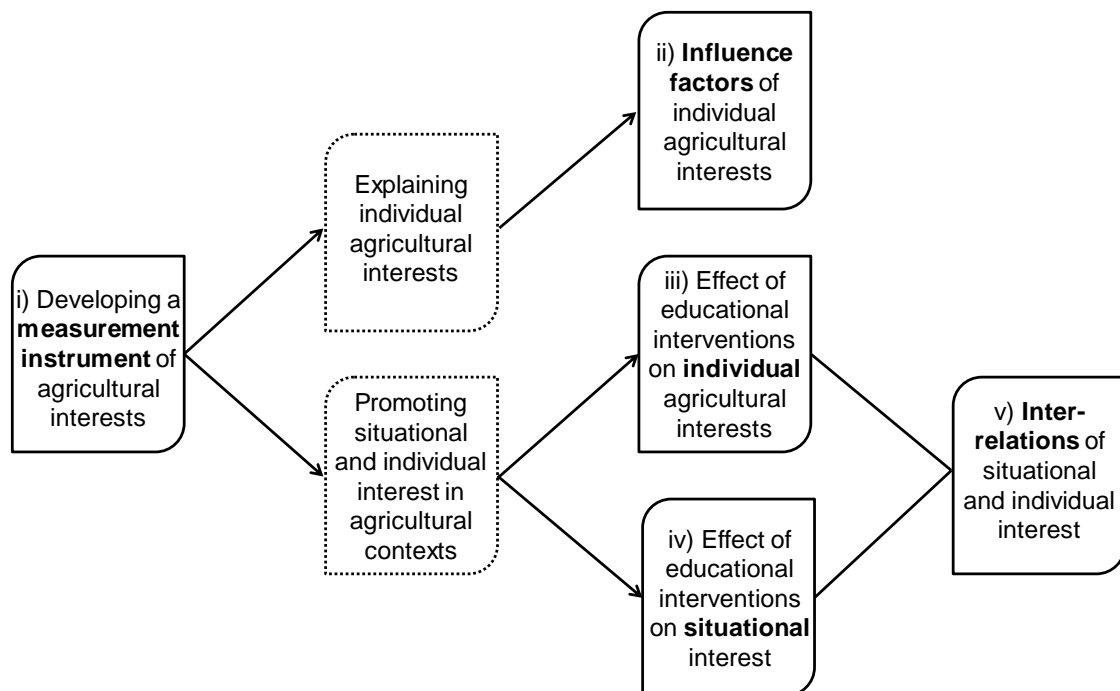 i) Developing a
measurement
instrument of
agricultural
interests
Explaining
individual
agricultural
interests
Promoting
situational
and individual
interest in
agricultural
contexts
ii) Influence
factors of
individual
agricultural
interests
iii) Effect of
educational
interventions
on individual
agricultural
interests
iv) Effect of
educational
interventions
on situational
interest
v) Inter-
relations of
situational
and individual
interest